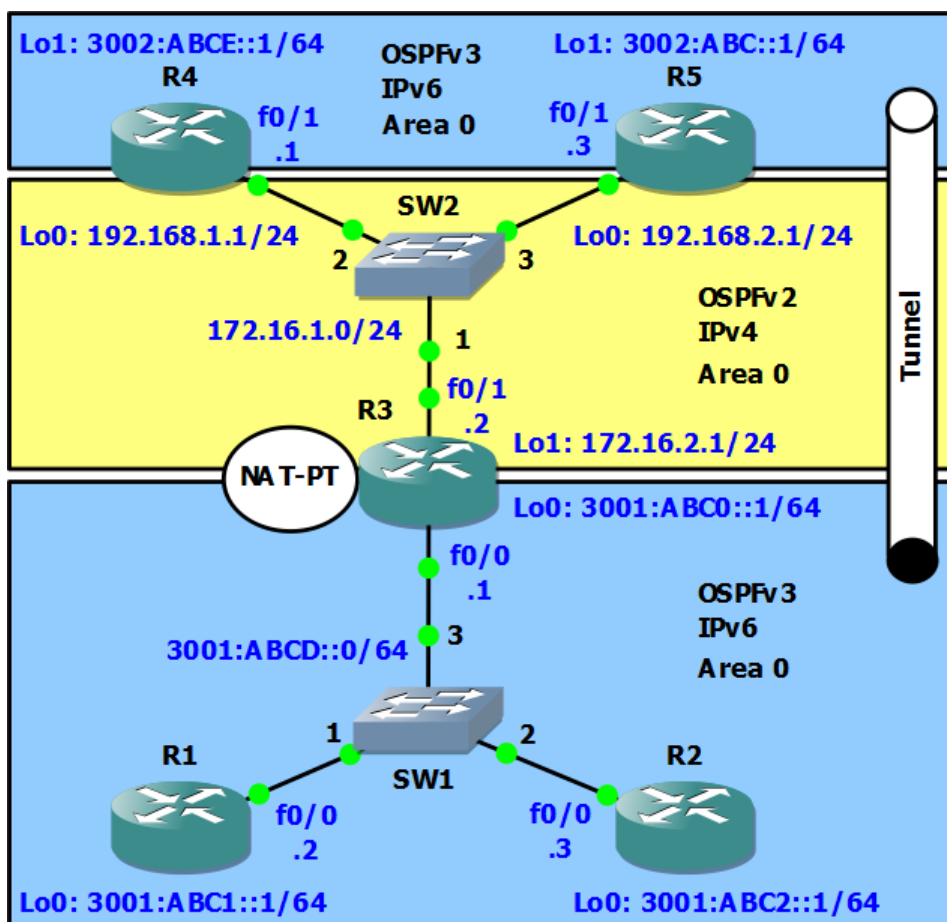 Lo1: 3002:ABCE::1/64
OSPFv3
Lo1: 3002:ABC::1/64
R4
IPv6
R5
f0/1
Area 0
f0/1
.1
.3
SW2
Lo0: 192.168.1.1/24
2
3
Lo0: 192.168.2.1/24
OSPFv2
172.16.1.0/24
1
IPv4
Area 0
Tunnel
f0/1
R3
.2
Lo1: 172.16.2.1/24
NAT-PT
Lo0: 3001:ABC0::1/64
f0/0
.1
OSPFv3
3001:ABCD::0/64
3
IPv6
Area 0
1
2
R1
R2
SW1
f0/0
f0/0
.2
.3
Lo0: 3001:ABC1::1/64
Lo0: 3001:ABC2::1/64